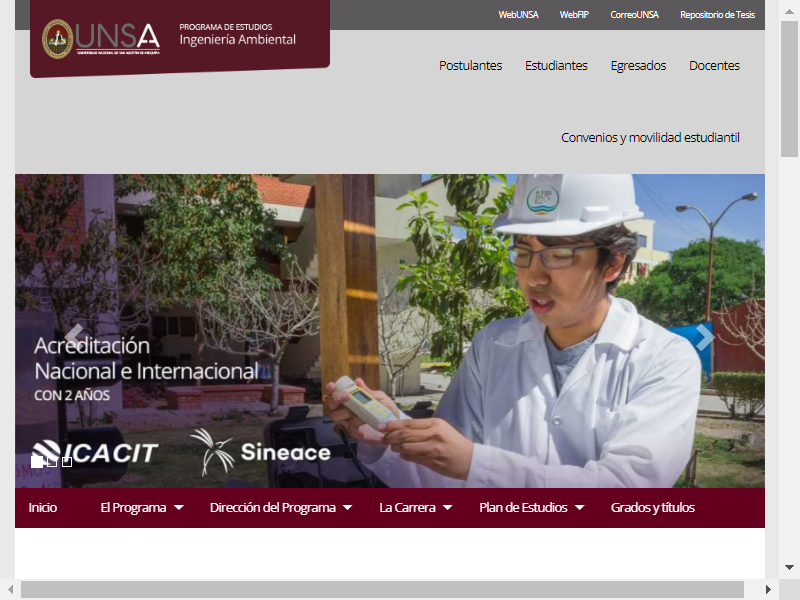 WebUNSA WebFIP CorreoUNSA Repositorio de Tesis
UNSA
UNIVERSIDAD NACIONAL DE SAN AGUSTÍN DE AREQUIPA
PROGRAMA DE ESTUDIOS
Ingeniería Ambiental
Postulantes Estudiantes Egresados Docentes
Convenios y movilidad estudiantil
Acreditación
Nacional e Internacional
CON 2 AÑOS
ICACIT Sineace
Inicio El Programa Dirección del Programa La Carrera Plan de Estudios Grados y títulos